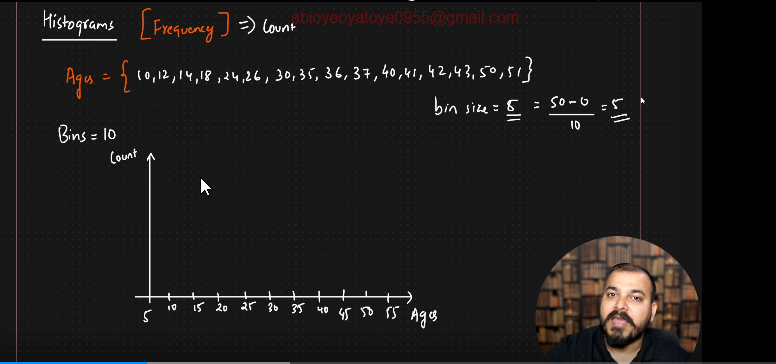 abioyeoyatoye0955@gmail.com
Histograms [Frequency] => Count
Ages = { 10, 12, 14, 18, 24, 26, 30, 35, 36, 37, 40, 41, 42, 43, 50, 51 }
bin size = 5 = 50-0 / 10 = 5
Bins = 10
Count
5 10 15 20 25 30 35 40 45 50 55 Ages